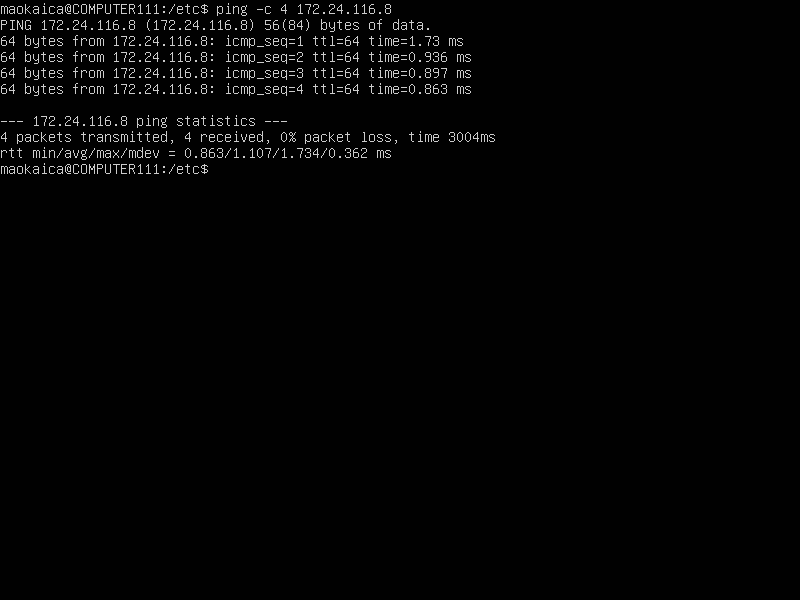 maokaica@COMPUTER111:/etc$ ping -c 4 172.24.116.8
PING 172.24.116.8 (172.24.116.8) 56(84) bytes of data.
64 bytes from 172.24.116.8: icmp_seq=1 ttl=64 time=1.73 ms
64 bytes from 172.24.116.8: icmp_seq=2 ttl=64 time=0.936 ms
64 bytes from 172.24.116.8: icmp_seq=3 ttl=64 time=0.897 ms
64 bytes from 172.24.116.8: icmp_seq=4 ttl=64 time=0.863 ms
--- 172.24.116.8 ping statistics ---
4 packets transmitted, 4 received, 0% packet loss, time 3004ms
rtt min/avg/max/mdev = 0.863/1.107/1.734/0.362 ms
maokaica@COMPUTER111:/etc$